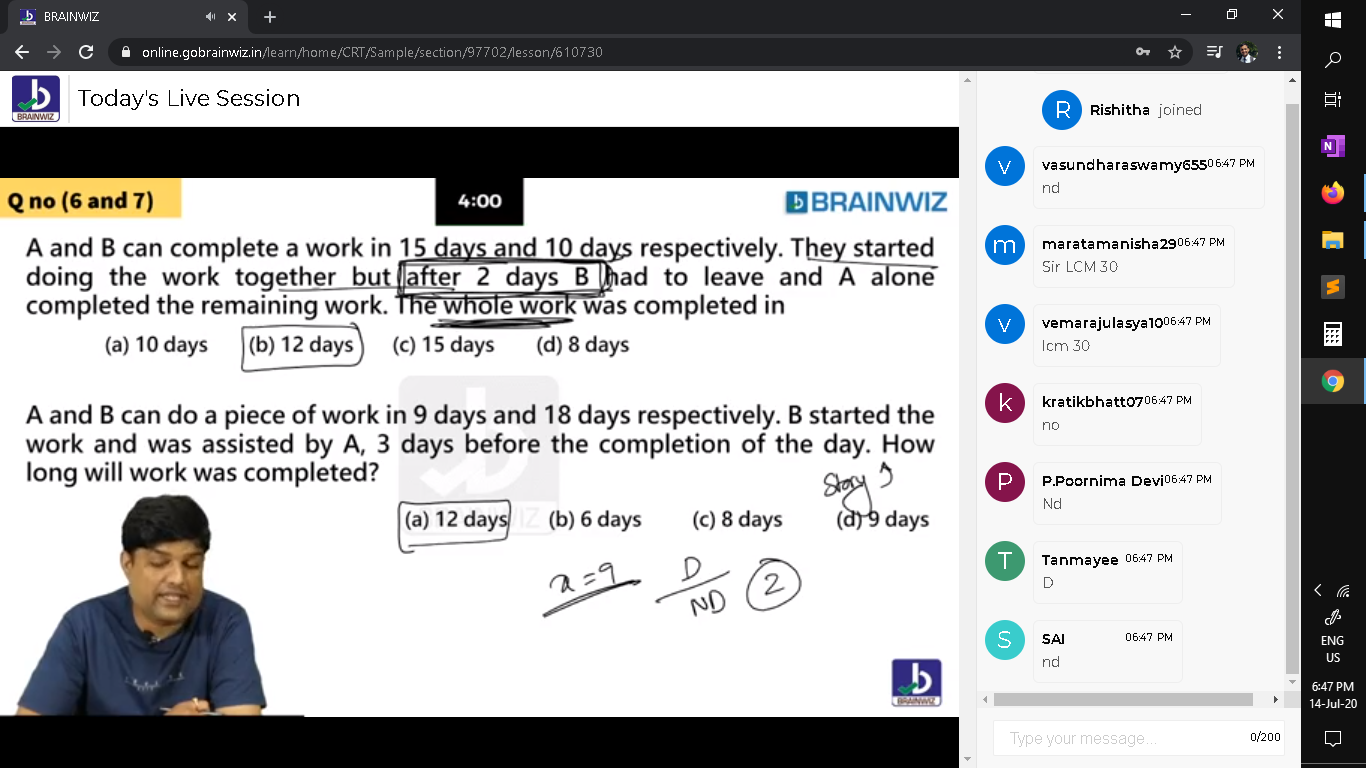 BRAINWIZ
online.gobrainwiz.in/learn/home/CRT/Sample/section/97702/lesson/610730
BRAINWIZ
Today's Live Session
Q no (6 and 7)
4:00
BRAINWIZ
A and B can complete a work in 15 days and 10 days respectively. They started
doing the work together but after 2 days B had to leave and A alone
completed the remaining work. The whole work was completed in
(a) 10 days (b) 12 days (c) 15 days (d) 8 days
A and B can do a piece of work in 9 days and 18 days respectively. B started the
work and was assisted by A, 3 days before the completion of the day. How
long will work was completed?
Story
(a) 12 days (b) 6 days (c) 8 days (d) 9 days
BRAINWIZ
x=9 D 2
ND
BRAINWIZ
R Rishitha joined
v vasundharaswamy655 06:47 PM
nd
m maratamanisha29 06:47 PM
Sir LCM 30
v vemarajulasya10 06:47 PM
lcm 30
k kratikbhatt07 06:47 PM
no
P P.Poornima Devi 06:47 PM
Nd
T Tanmayee 06:47 PM
D
S SAI 06:47 PM
nd
Type your message... 0/200
N
S
ENG
US
6:47 PM
14-Jul-20